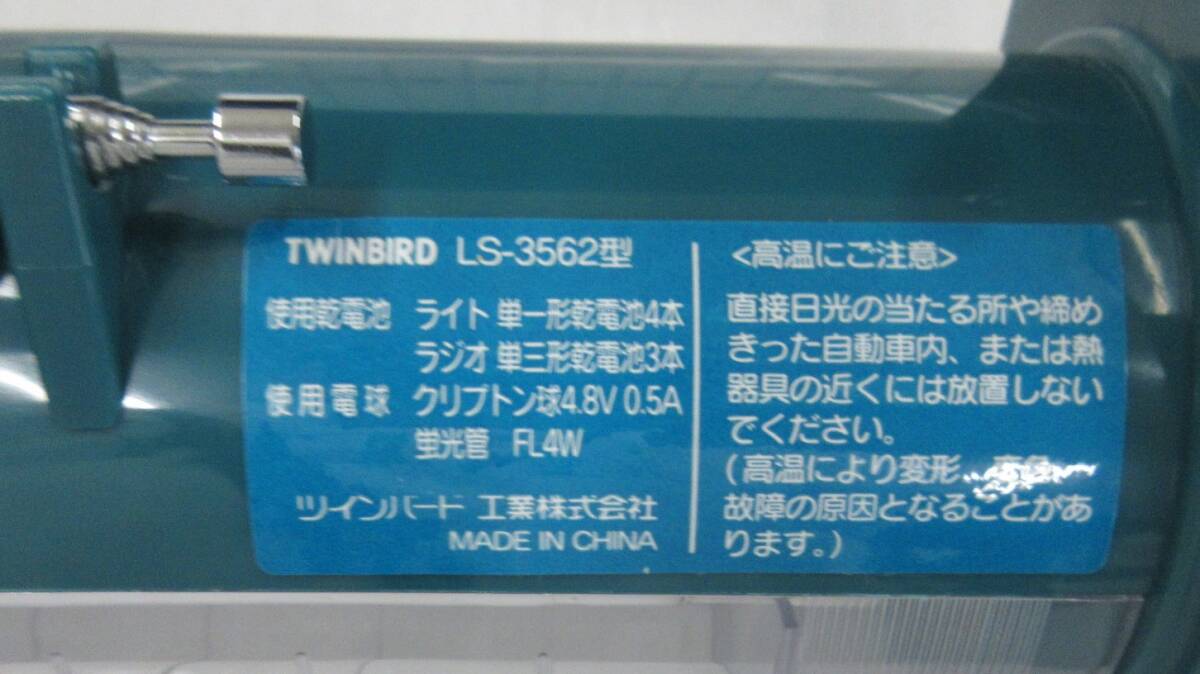 TWINBIRD LS-3562型
使用乾電池 ライト 単一形乾電池4本
ラジオ 単三形乾電池3本
使用電球 クリプトン球4.8V 0.5A
蛍光管 FL4W
ツインバード 工業株式会社
MADE IN CHINA
<高温にご注意>
直接日光の当たる所や締め
きった自動車内、または熱
器具の近くには放置しない
でください。
(高温により変形、変色、
故障の原因となることがあ
ります。)